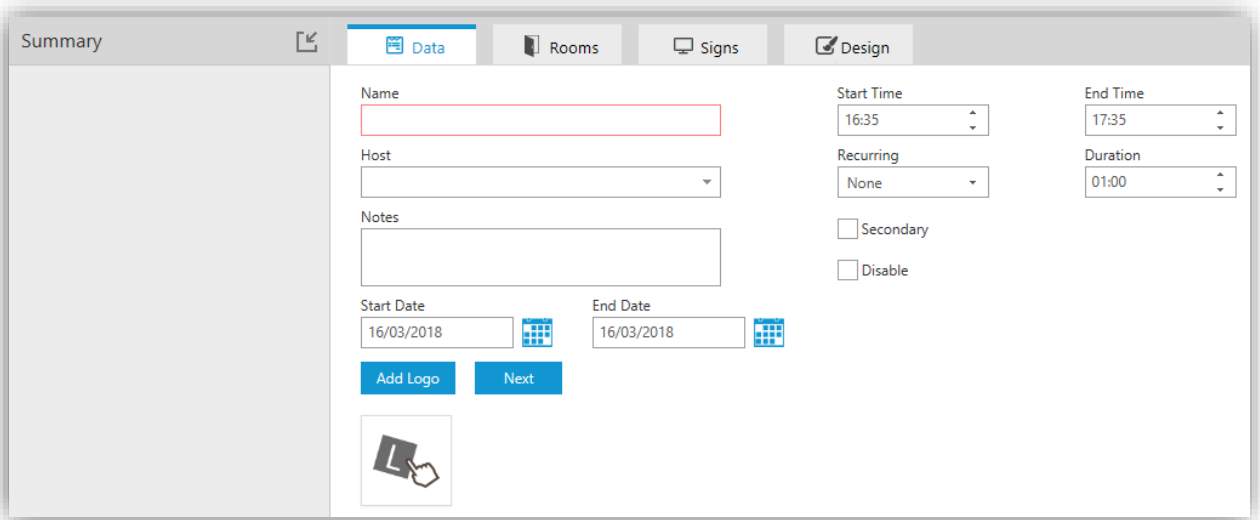 Summary
Data
Rooms
Signs
Design
Name
Start Time
End Time
16:35
17:35
Host
Recurring
Duration
None
01:00
Notes
Secondary
Disable
Start Date
End Date
16/03/2018
16/03/2018
Add Logo
Next
L